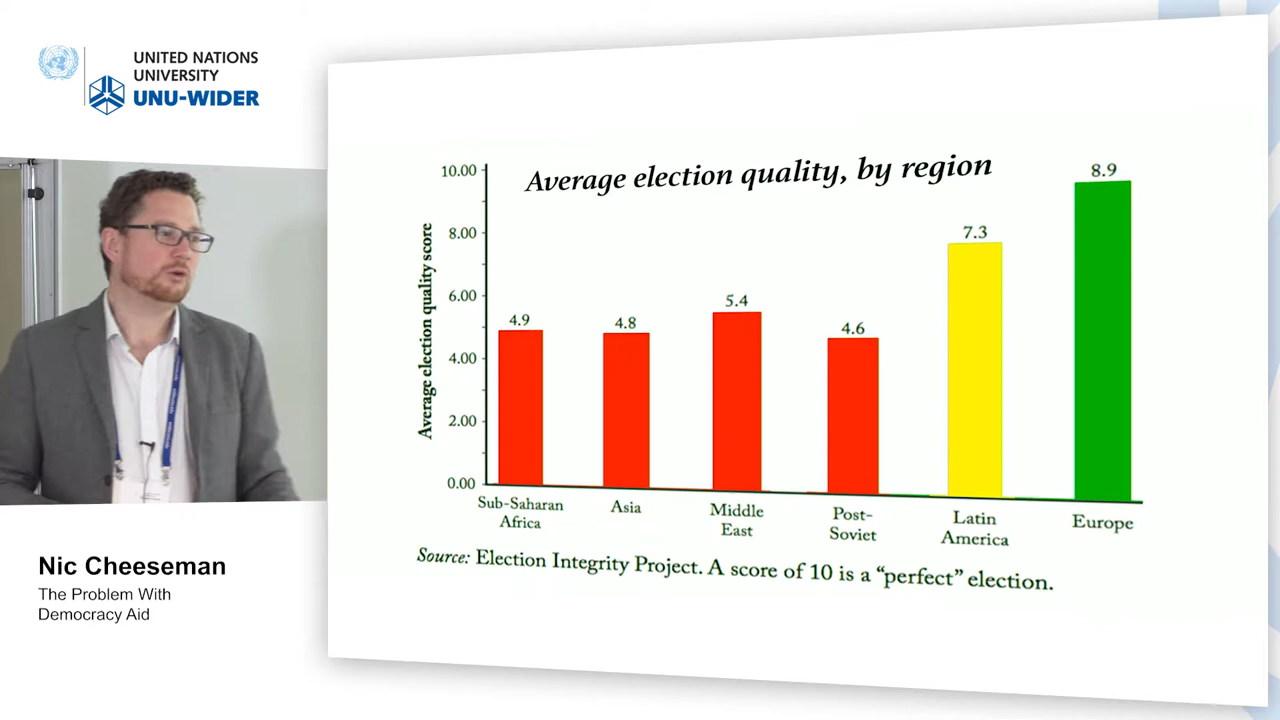 UNITED NATIONS
UNIVERSITY
UNU-WIDER
Average election quality, by region
Average election quality score
10.00
8.00
6.00
4.00
2.00
0.00
4.9
4.8
5.4
4.6
7.3
8.9
Sub-Saharan
Africa
Asia
Middle
East
Post-
Soviet
Latin
America
Europe
Source: Election Integrity Project. A score of 10 is a “perfect” election.
Nic Cheeseman
The Problem With
Democracy Aid